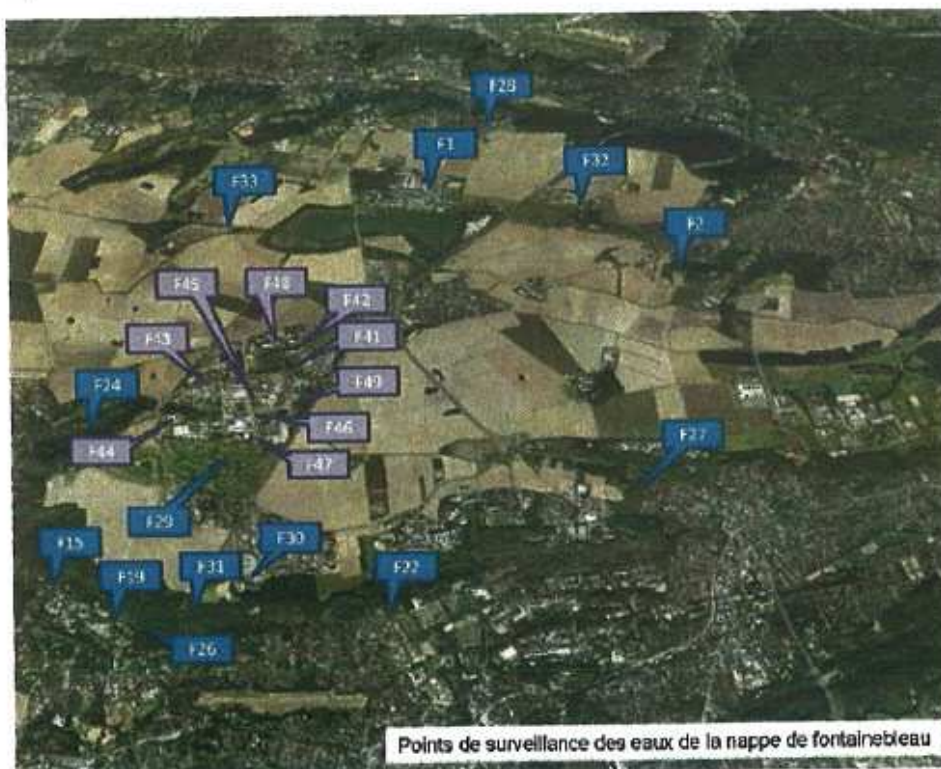 F28
F1
F32
F33
F2
F45
F48
F42
F43
F41
F24
F49
F46
F44
F47
F27
F29
F15
F30
F19
F31
F22
F26
Points de surveillance des eaux de la nappe de fontainebleau